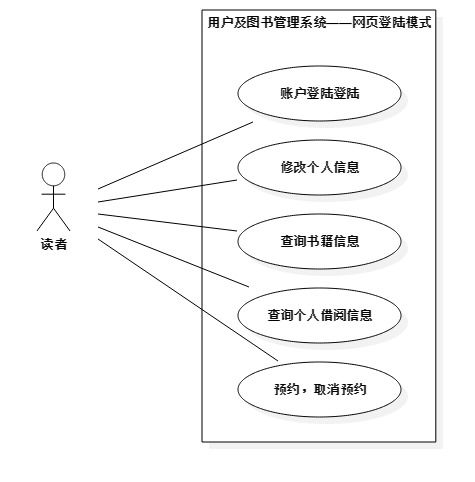 用户及图书管理系统——网页登陆模式
账户登陆登陆
修改个人信息
查询书籍信息
读者
查询个人借阅信息
预约，取消预约